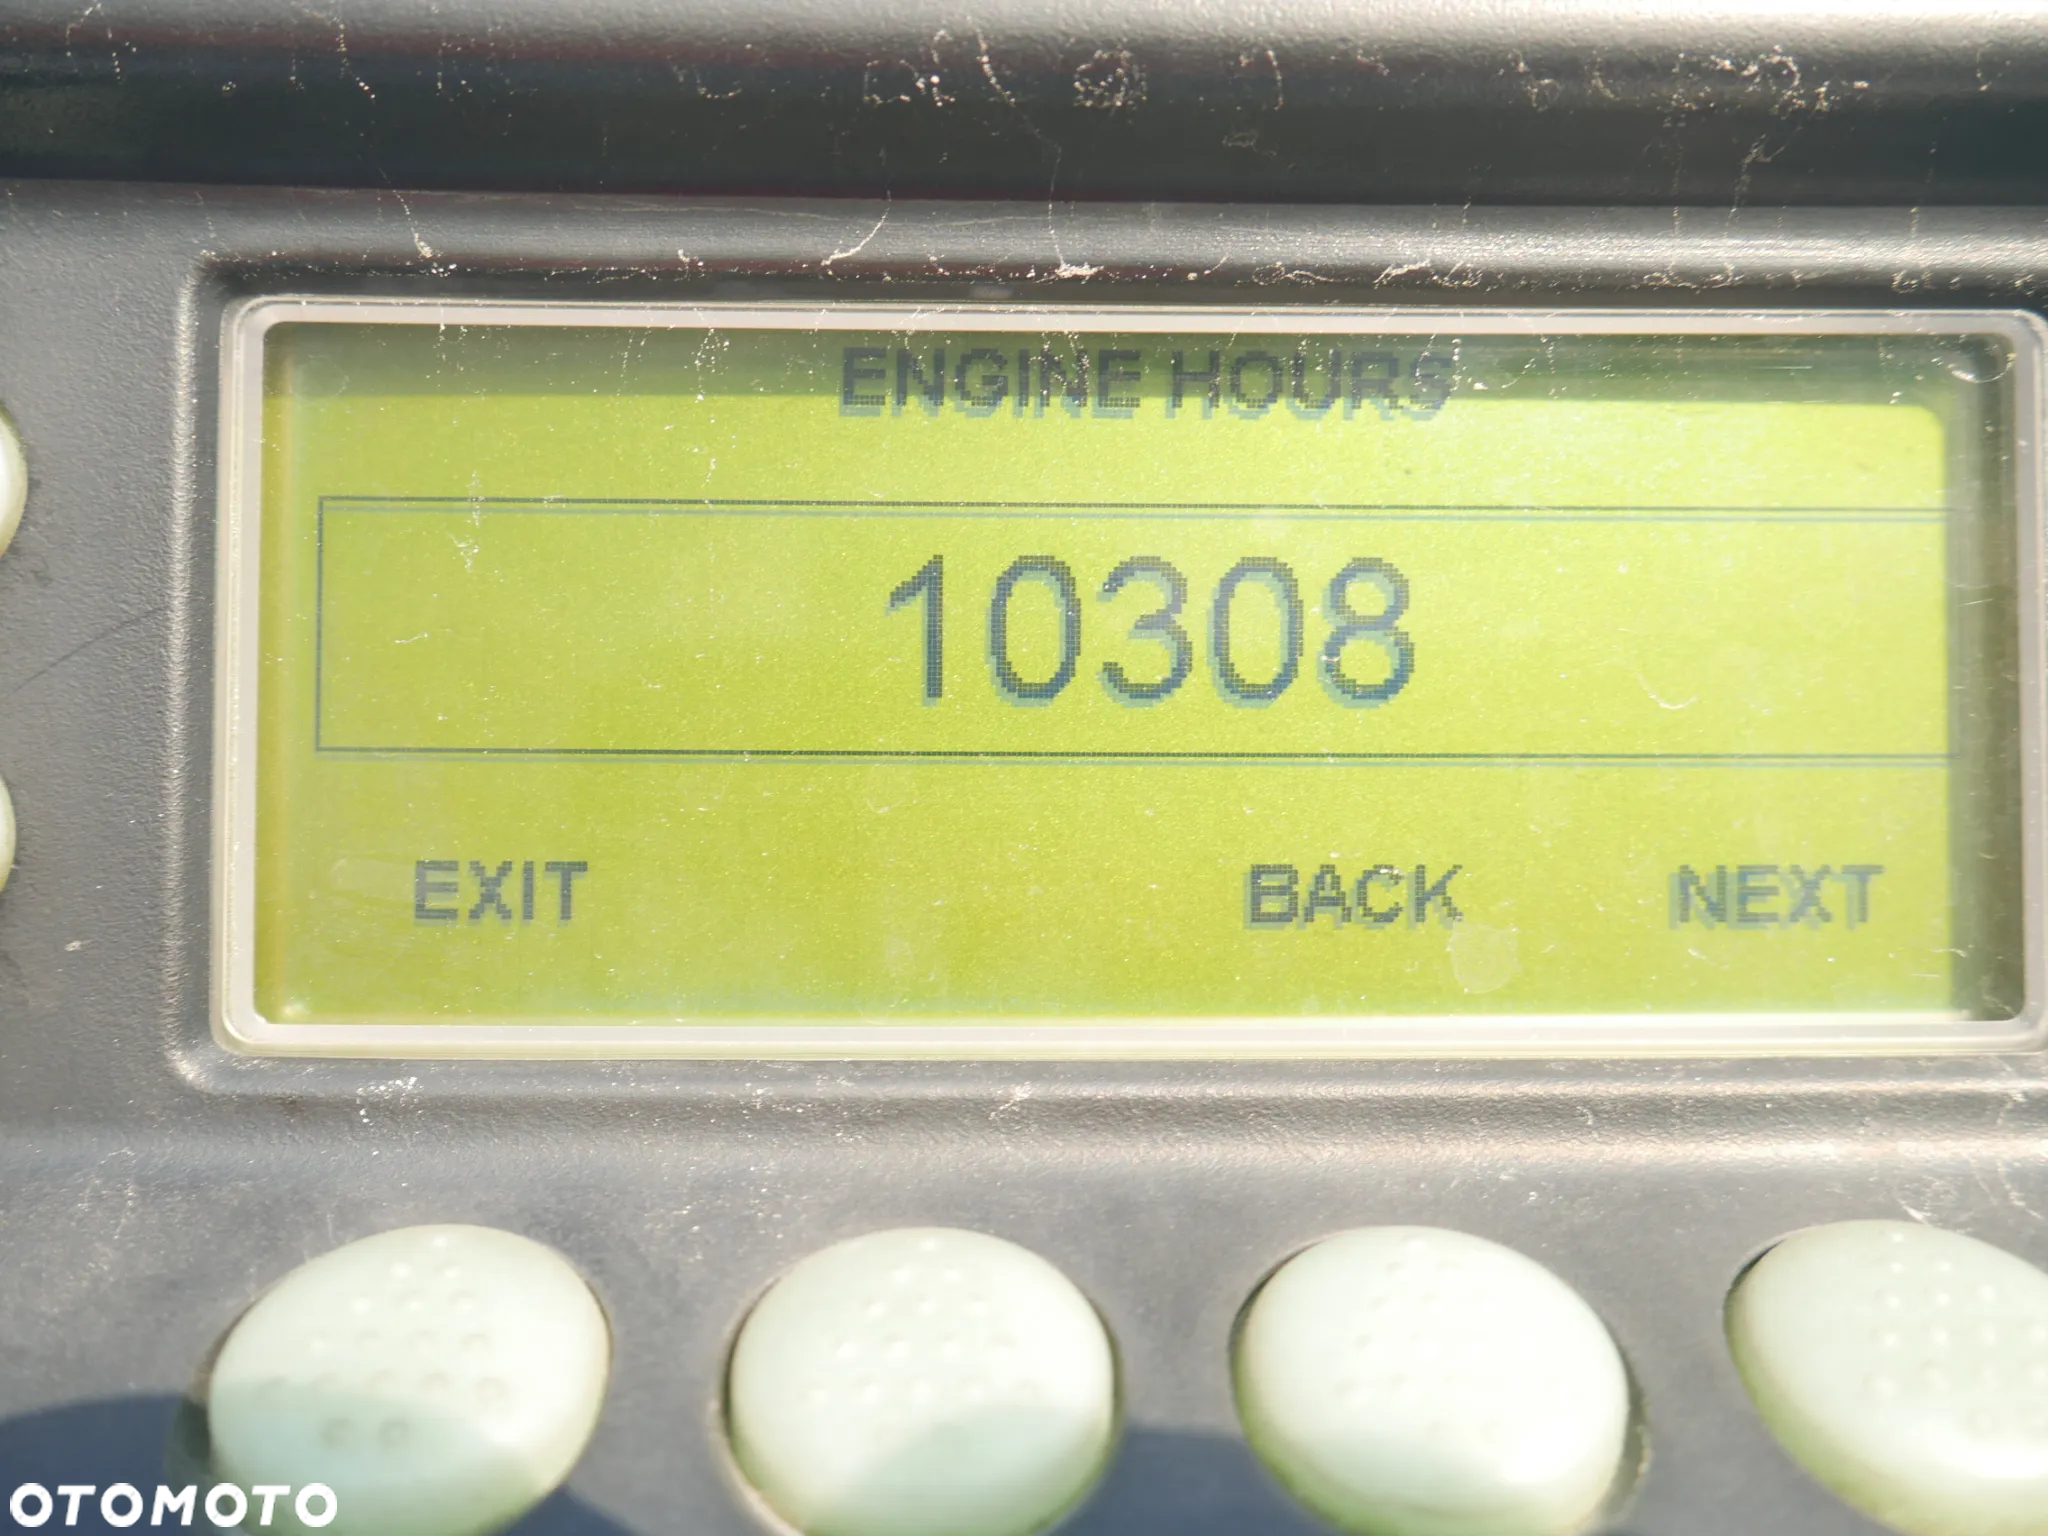 ENGINE HOURS
10308
EXIT BACK NEXT
OTOMOTO